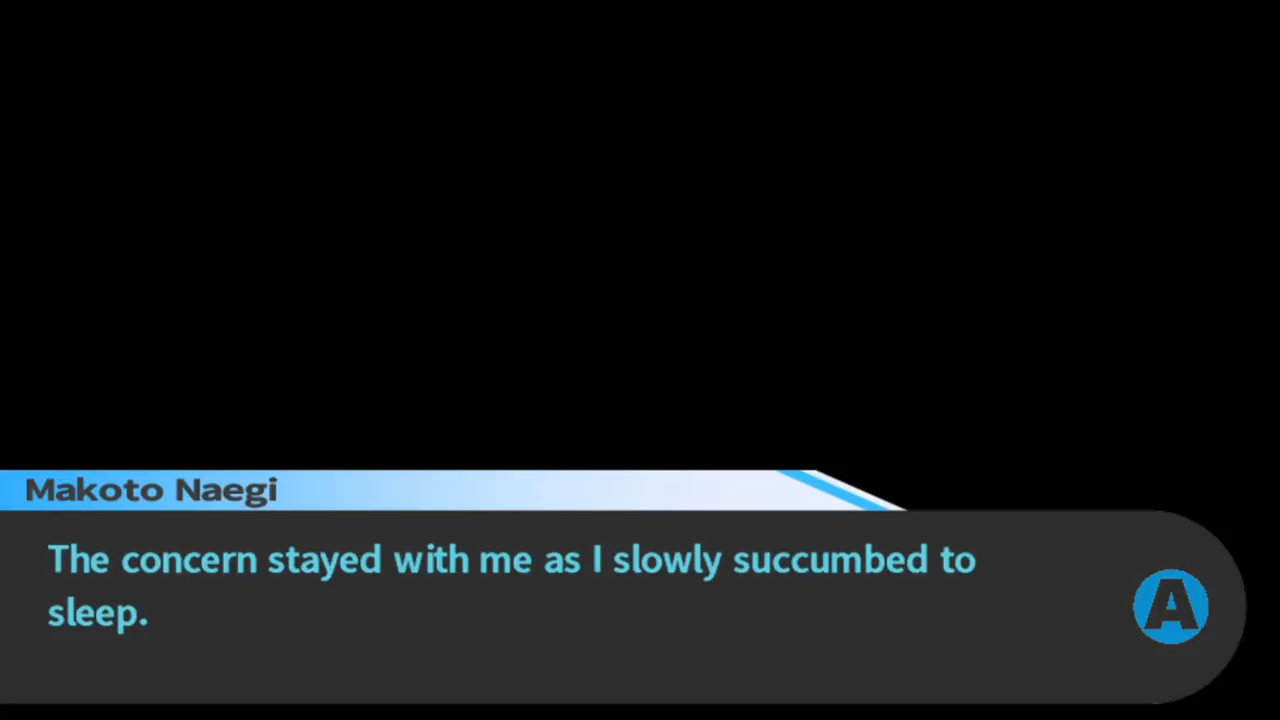 Makoto Naegi
The concern stayed with me as I slowly succumbed to
sleep.
A